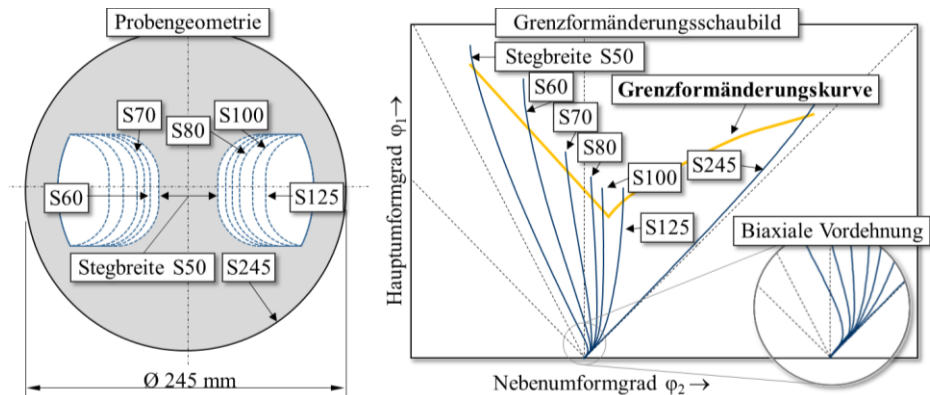 Probengeometrie
S70
S80
S100
S60
S125
Stegbreite S50
S245
Ø 245 mm
Grenzformänderungsschaubild
Stegbreite S50
S60
Grenzformänderungskurve
S70
S80
S245
S100
S125
Biaxiale Vordehnung
Hauptumformgrad φ₁→
Nebenumformgrad φ₂→